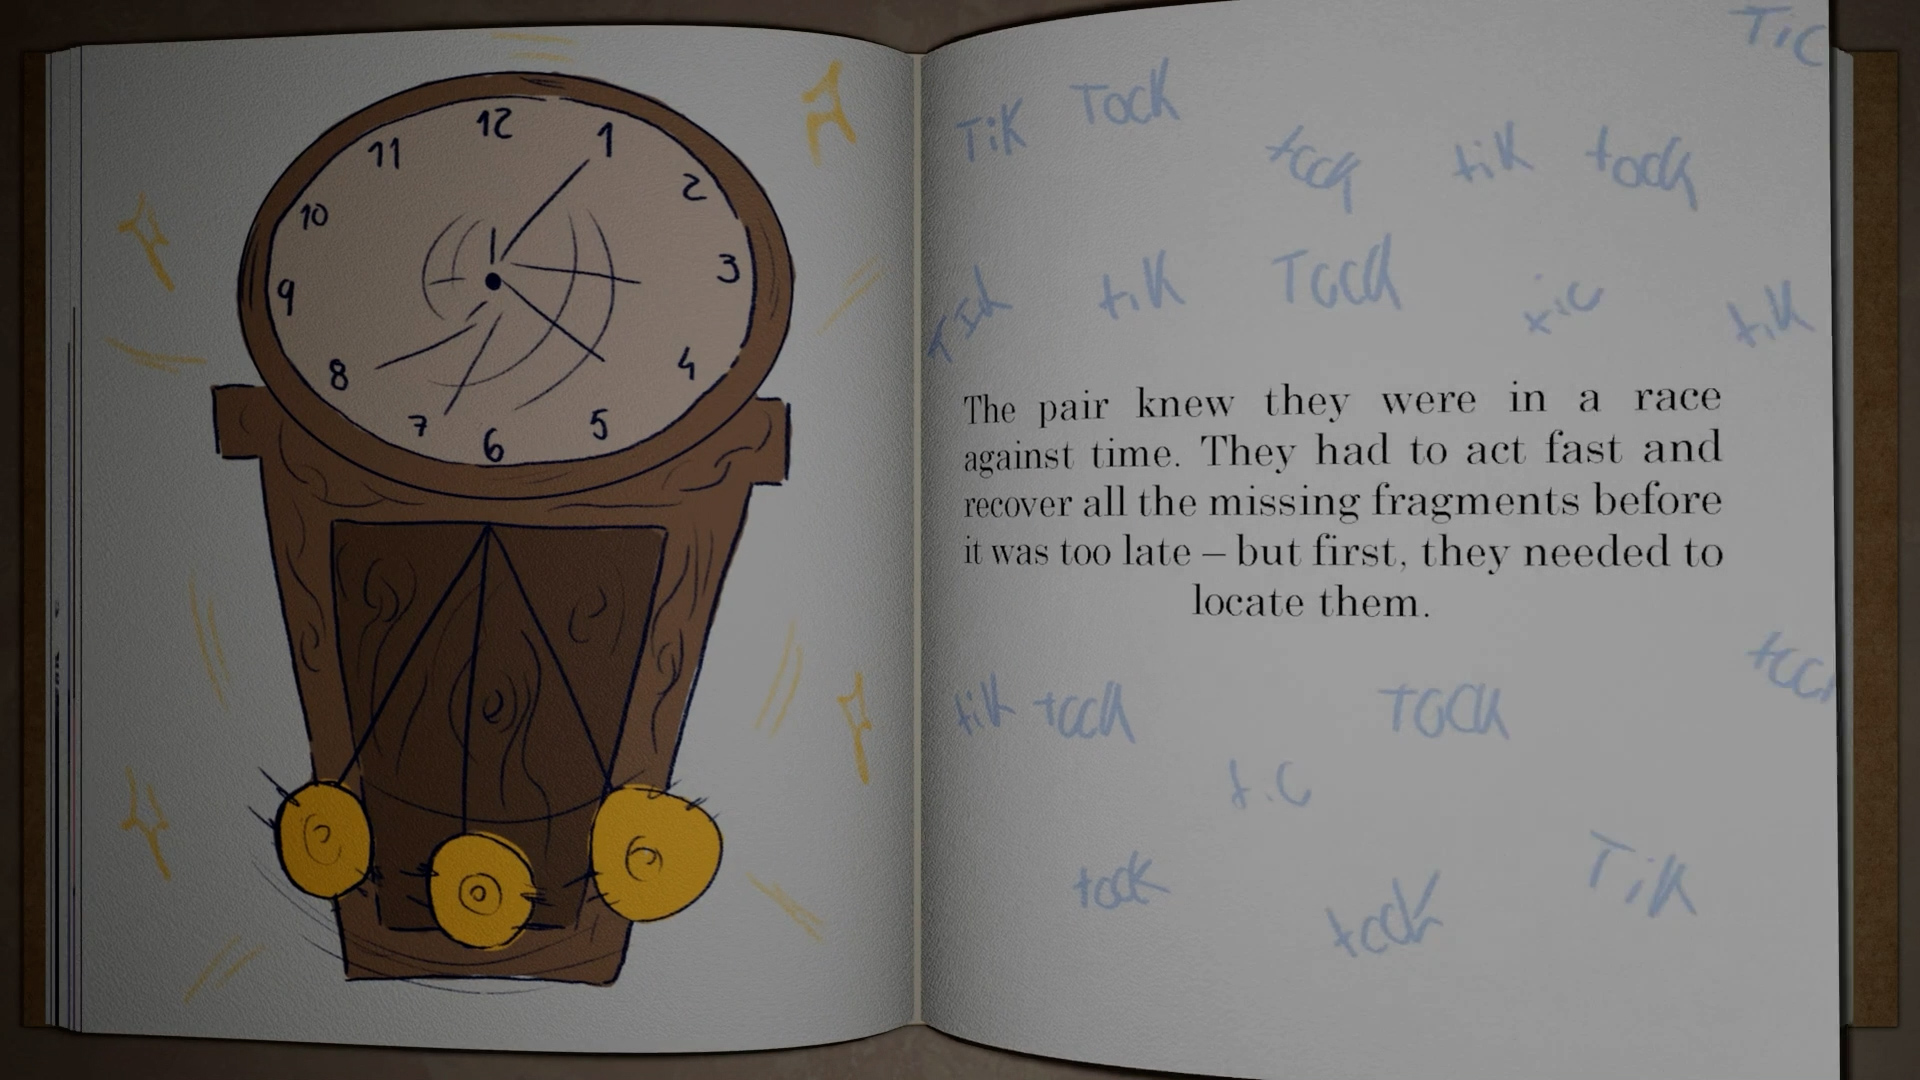 12
11
1
10
2
9
3
8
4
7
5
6
TiC
TiK TocK
tock tiK tock
TIk tiK TocK tic tiK
The pair knew they were in a race
against time. They had to act fast and
recover all the missing fragments before
it was too late – but first, they needed to
locate them.
tiK tocK TOCK tock
tic
tocK tocK TiK